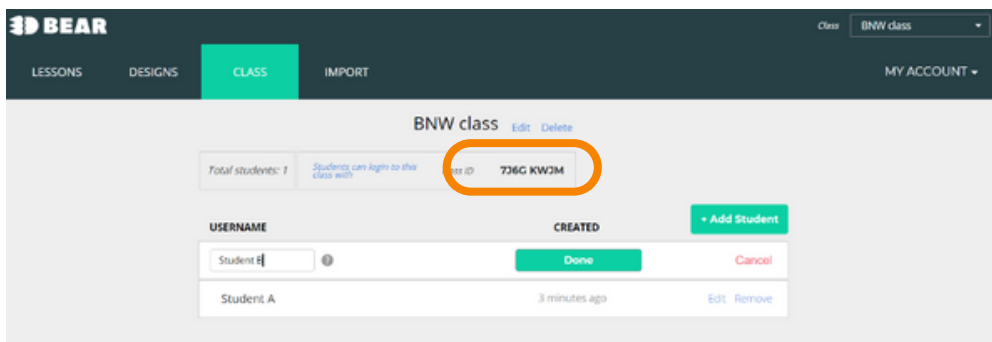 3D BEAR
Class BNW class
LESSONS DESIGNS CLASS IMPORT MY ACCOUNT
BNW class Edit Delete
Total students: 1 Students can login to this class with Class ID 7J6G KWJM
+ Add Student
USERNAME CREATED
Student B Done Cancel
Student A 3 minutes ago Edit Remove